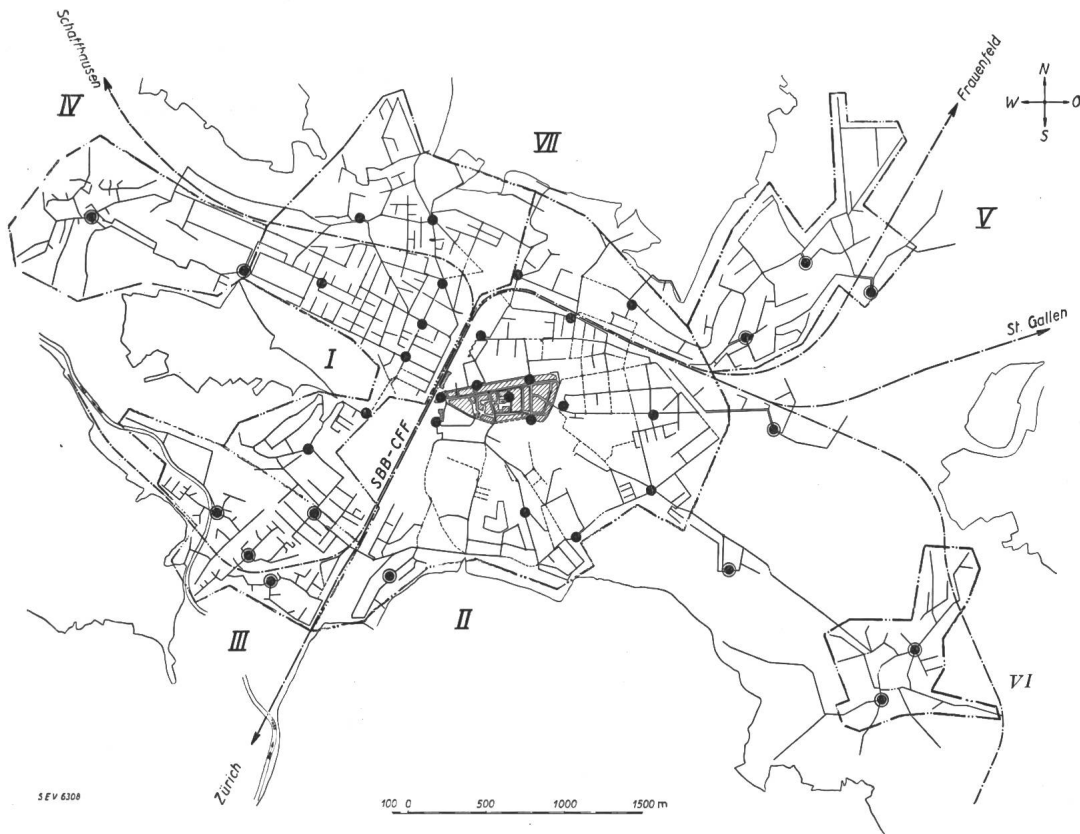 Schaffhausen
IV
VII
Frauenfeld
N
W O
S
V
St. Gallen
I
SBB-CFF
III
II
VI
Zürich
SEV 6308
100 0 500 1000 1500 m